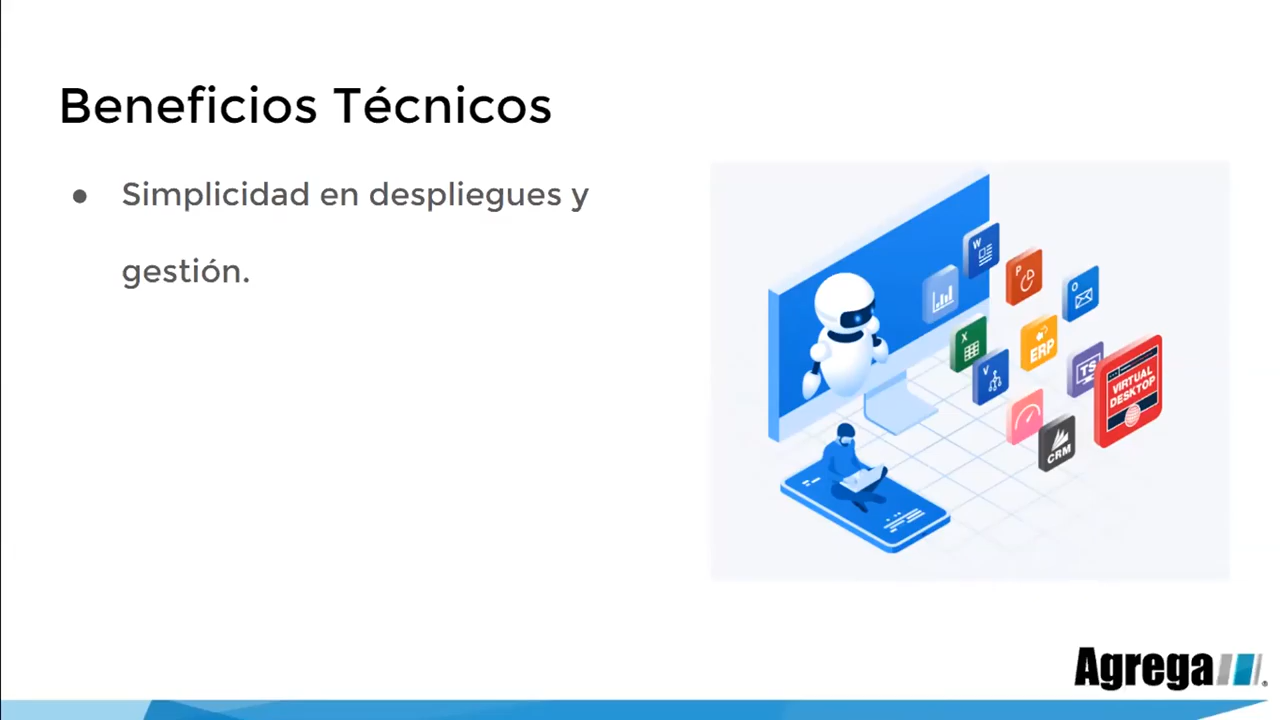 Beneficios Técnicos
● Simplicidad en despliegues y
gestión.
W
P
O
X
ERP
V
TS
VIRTUAL
DESKTOP
CRM
Agrega
®